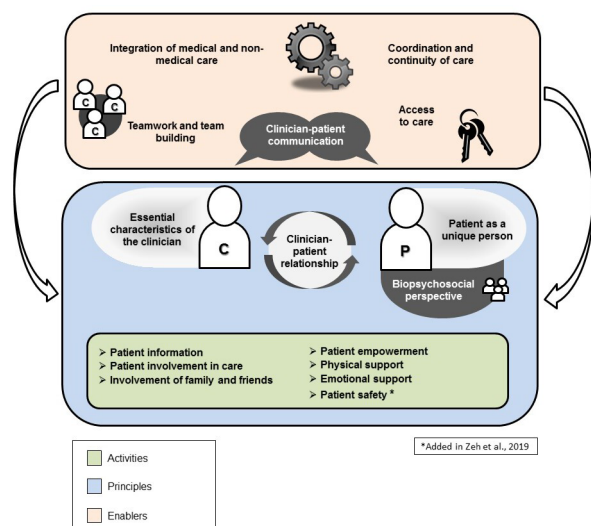 Integration of medical and non-
medical care
Coordination and
continuity of care
C
C
C
Teamwork and team
building
Clinician-patient
communication
Access
to care
Essential
characteristics of
the clinician
C
Clinician-
patient
relationship
P
Patient as a
unique person
Biopsychosocial
perspective
➢ Patient information
➢ Patient involvement in care
➢ Involvement of family and friends
➢ Patient empowerment
➢ Physical support
➢ Emotional support
➢ Patient safety *
*Added in Zeh et al., 2019
Activities
Principles
Enablers